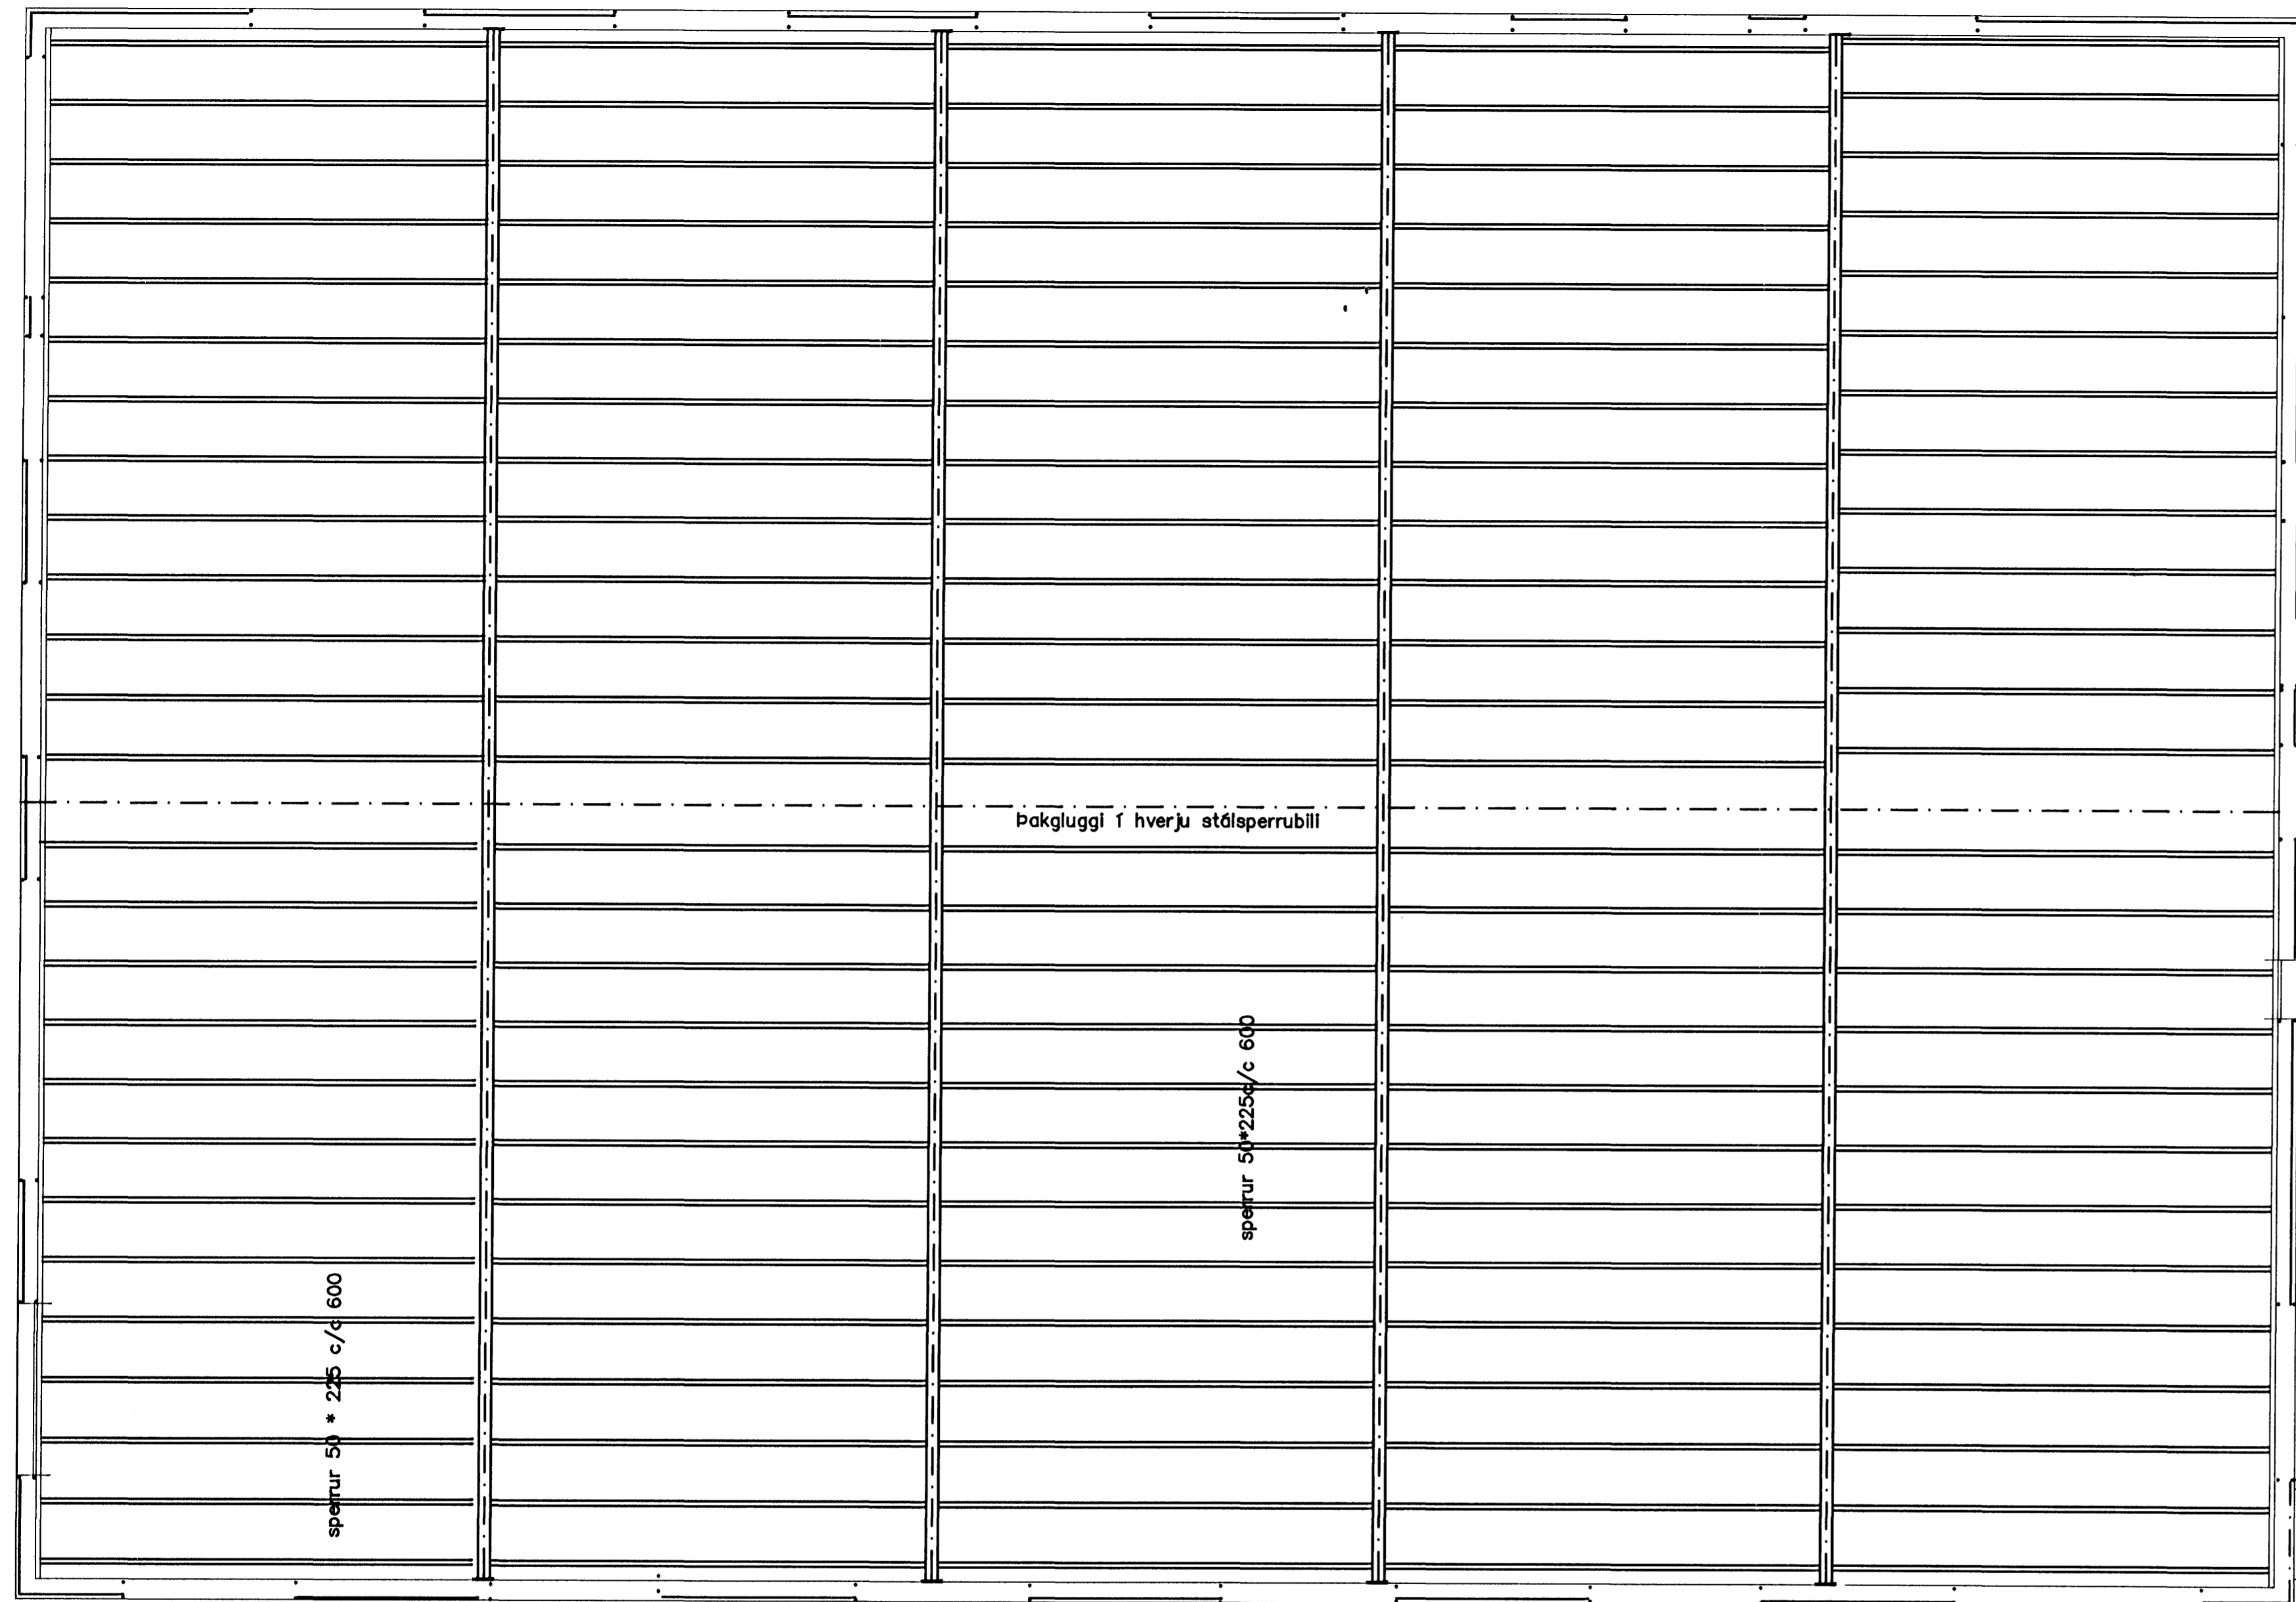 Þakgluggi í hverju stálsperrubili
sperrur 50*225c/c 600
sperrur 50 * 225 c/c 600